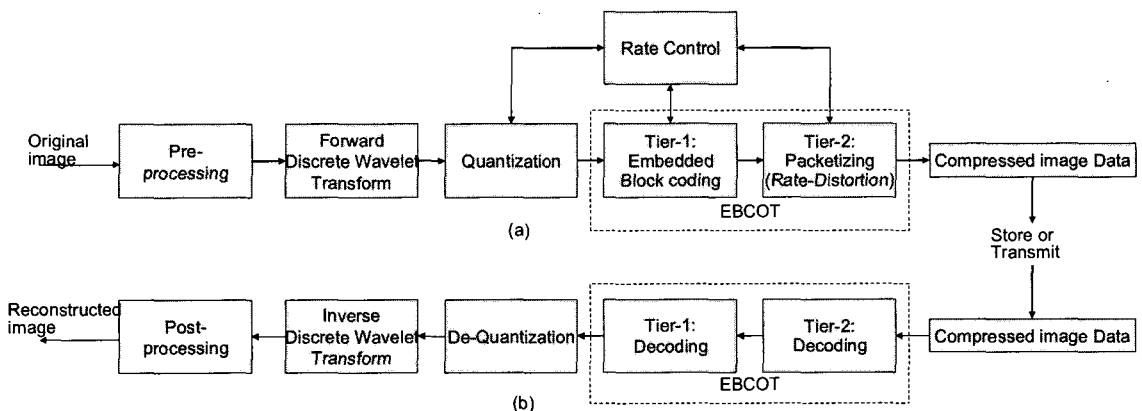 Rate Control
Original
image
Pre-
processing
Forward
Discrete Wavelet
Transform
Quantization
Tier-1:
Embedded
Block coding
Tier-2:
Packetizing
(Rate-Distortion)
EBCOT
Compressed image Data
(a)
Store or
Transmit
Reconstructed
image
Post-
processing
Inverse
Discrete Wavelet
Transform
De-Quantization
Tier-1:
Decoding
Tier-2:
Decoding
EBCOT
Compressed image Data
(b)